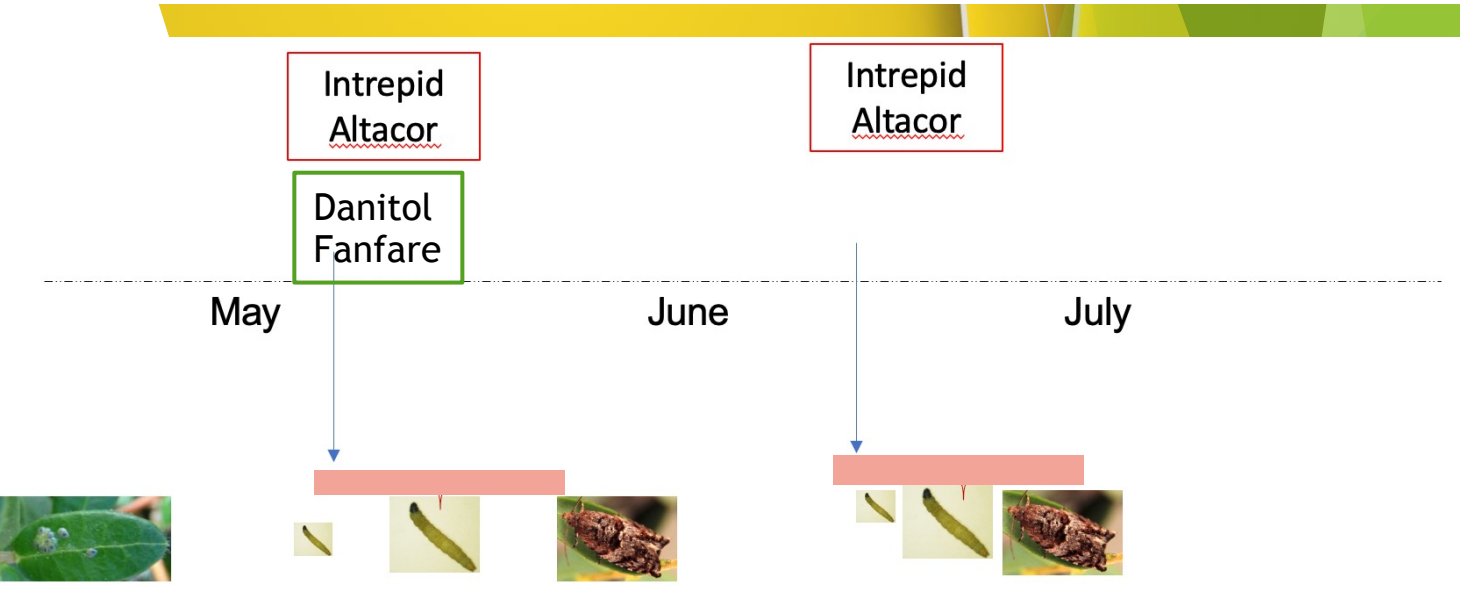 Intrepid
Altacor
Intrepid
Altacor
Danitol
Fanfare
May
June
July